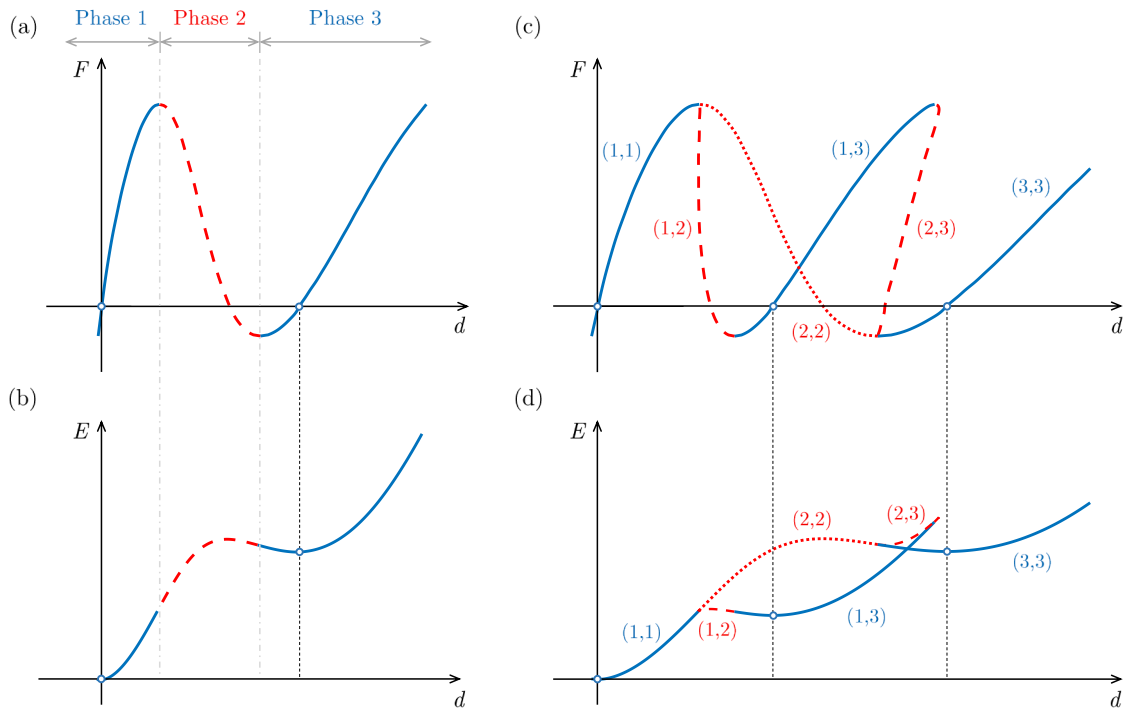 (a)
Phase 1 Phase 2 Phase 3
F
d
(b)
E
d
(c)
F
(1,1)
(1,2)
(1,3)
(2,2)
(2,3)
(3,3)
d
(d)
E
(1,1)
(1,2)
(2,2)
(2,3)
(1,3)
(3,3)
d